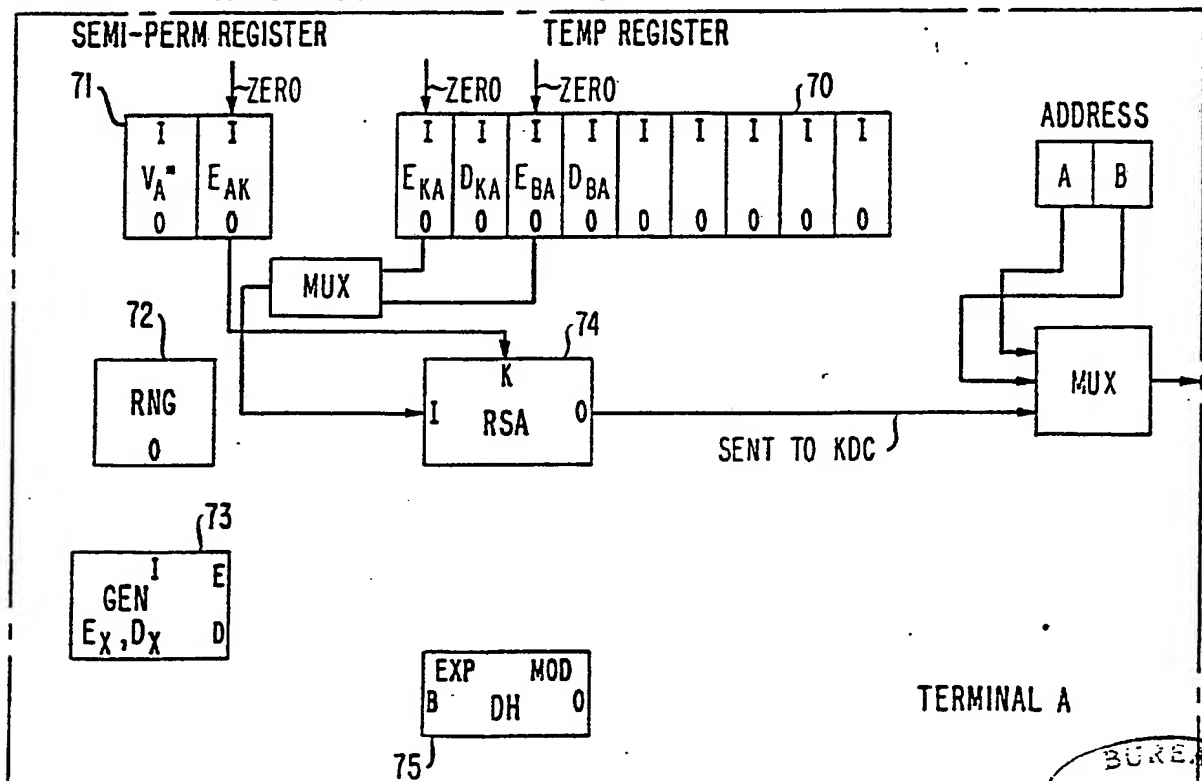 SEMI-PERM REGISTER
TEMP REGISTER
71
ZERO
ZERO
ZERO
70
ADDRESS
I I
V_A* E_AK
0 0
I I I I I I I I I
E_KA D_KA E_BA D_BA
0 0 0 0 0 0 0 0 0
A B
MUX
72
RNG
0
74
K
I RSA 0
MUX
SENT TO KDC
73
I E
GEN
E_X, D_X D
EXP MOD
B DH 0
75
TERMINAL A